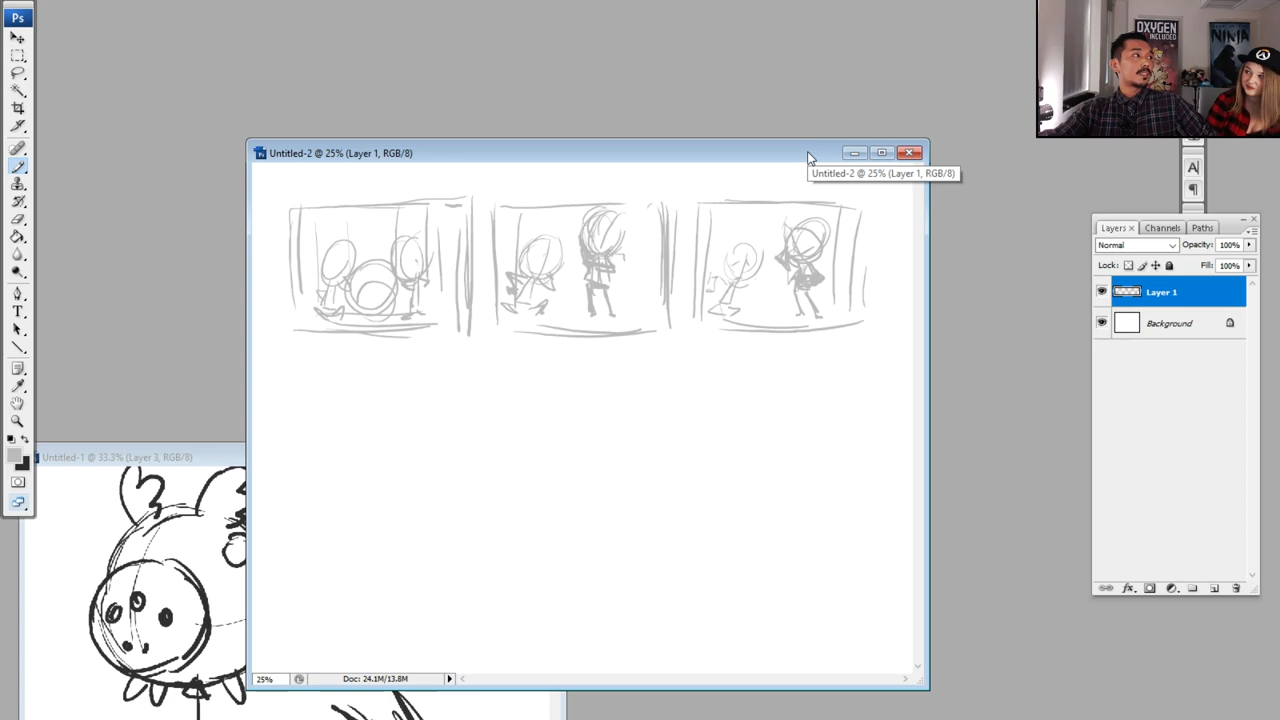 Ps
OXYGEN
INCLUDED
NINJA
Untitled-2 @ 25% (Layer 1, RGB/8)
Untitled-2 @ 25% (Layer 1, RGB/8)
A
Layers × Channels Paths
Normal Opacity: 100%
Lock: Fill: 100%
Layer 1
Background
T
Untitled-1 @ 33.3% (Layer 3, RGB/8)
25% Doc: 24.1M/13.8M
fx